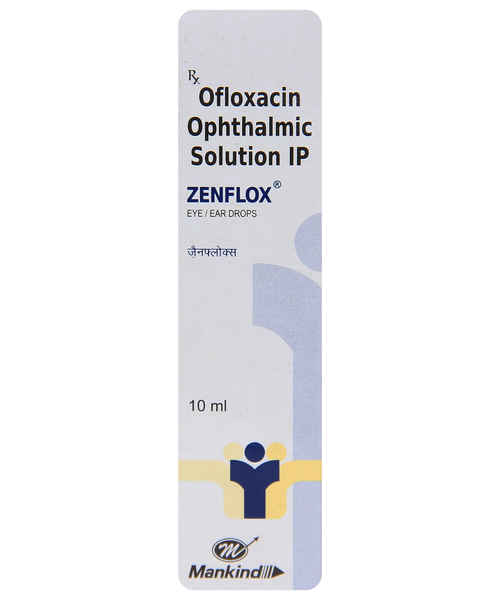 Rx
Ofloxacin
Ophthalmic
Solution IP
ZENFLOX®
EYE / EAR DROPS
ज़ैनफ्लोक्स
10 ml
m
Mankind